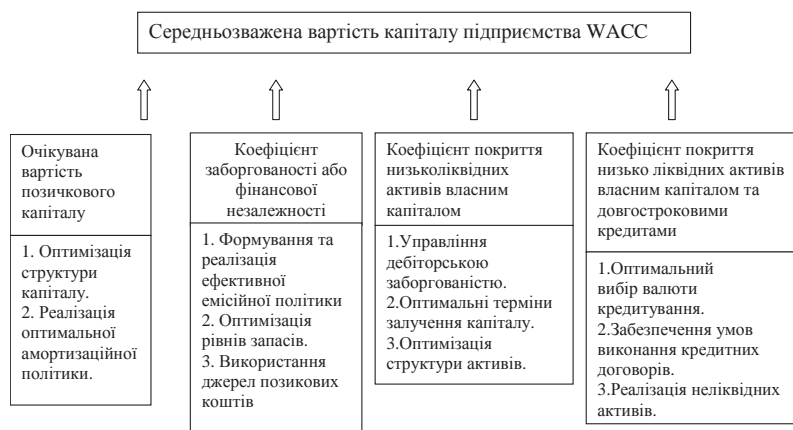 Середньозважена вартість капіталу підприємства WACC
Очікувана
вартість
позичкового
капіталу
1. Оптимізація
структури
капіталу.
2. Реалізація
оптимальної
амортизаційної
політики.
Коефіцієнт
заборгованості або
фінансової
незалежності
1. Формування та
реалізація
ефективної
емісійної політики
2. Оптимізація
рівнів запасів.
3. Використання
джерел позикових
коштів
Коефіцієнт покриття
низьколіквідних
активів власним
капіталом
1.Управління
дебіторською
заборгованістю.
2.Оптимальні терміни
залучення капіталу.
3.Оптимізація
структури активів.
Коефіцієнт покриття
низько ліквідних активів
власним капіталом та
довгостроковими
кредитами
1.Оптимальний
вибір валюти
кредитування.
2.Забезпечення умов
виконання кредитних
договорів.
3.Реалізація неліквідних
активів.